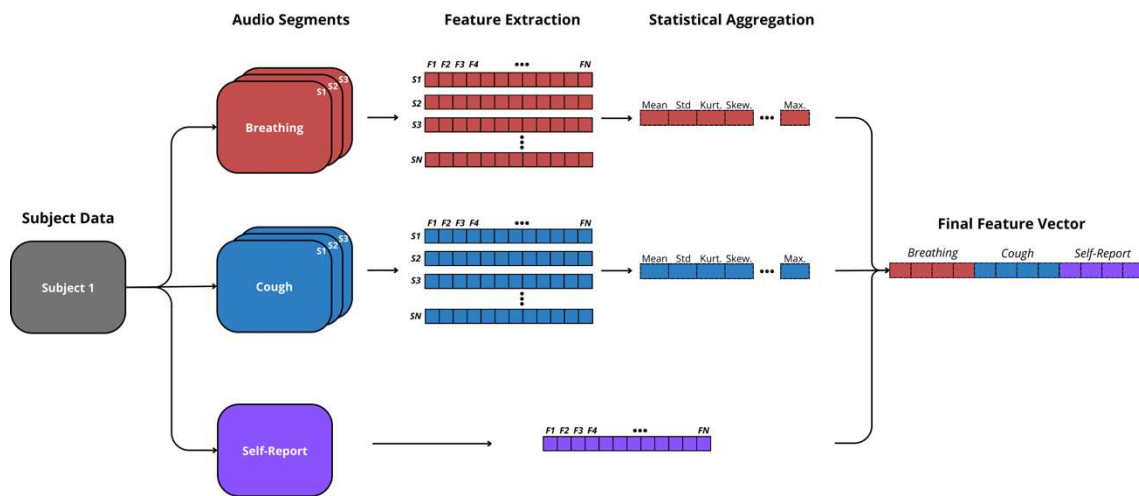 Audio Segments
Feature Extraction
Statistical Aggregation
F1 F2 F3 F4 ••• FN
S1
S2
S3
SN
S1
S2
S3
Breathing
Mean Std Kurt. Skew. ••• Max.
Subject Data
Subject 1
F1 F2 F3 F4 ••• FN
S1
S2
S3
SN
S1
S2
S3
Cough
Mean Std Kurt. Skew. ••• Max.
Final Feature Vector
Breathing Cough Self-Report
Self-Report
F1 F2 F3 F4 ••• FN